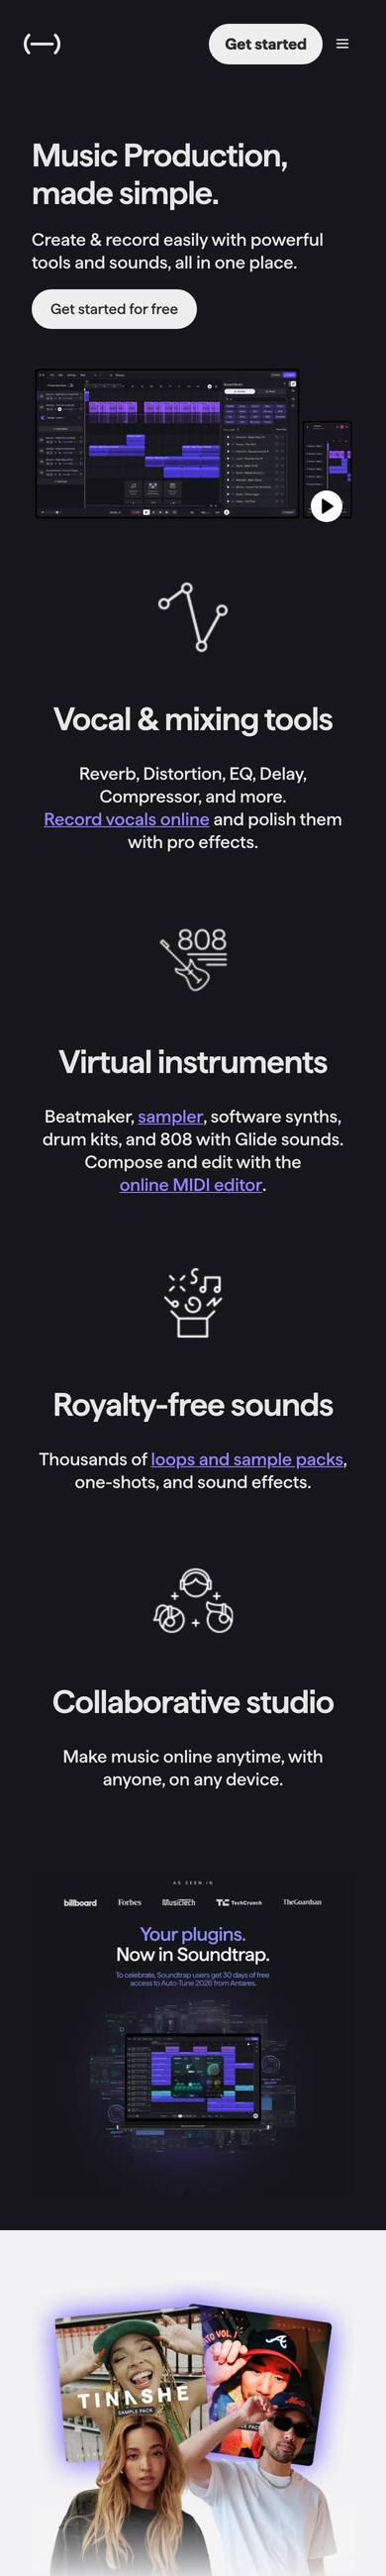 Get started
Music Production,
made simple.
Create & record easily with powerful
tools and sounds, all in one place.
Get started for free
Vocal & mixing tools
Reverb, Distortion, EQ, Delay,
Compressor, and more.
Record vocals online and polish them
with pro effects.
808
Virtual instruments
Beatmaker, sampler, software synths,
drum kits, and 808 with Glide sounds.
Compose and edit with the
online MIDI editor.
Royalty-free sounds
Thousands of loops and sample packs,
one-shots, and sound effects.
Collaborative studio
Make music online anytime, with
anyone, on any device.
AS SEEN IN
billboard Forbes MusicTech TechCrunch TheGuardian
Your plugins.
Now in Soundtrap.
To celebrate, Soundtrap users get 30 days of free
access to Auto-Tune 2026 from Antares.
VOL.
TINASHE
SAMPLE PACK
PACK